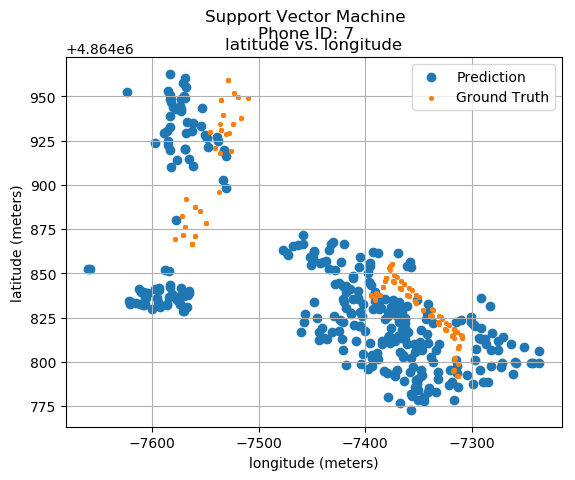 Support Vector Machine
Phone ID: 7
latitude vs. longitude
+4.864e6
Prediction
Ground Truth
950
925
900
875
850
825
800
775
latitude (meters)
−7600 −7500 −7400 −7300
longitude (meters)